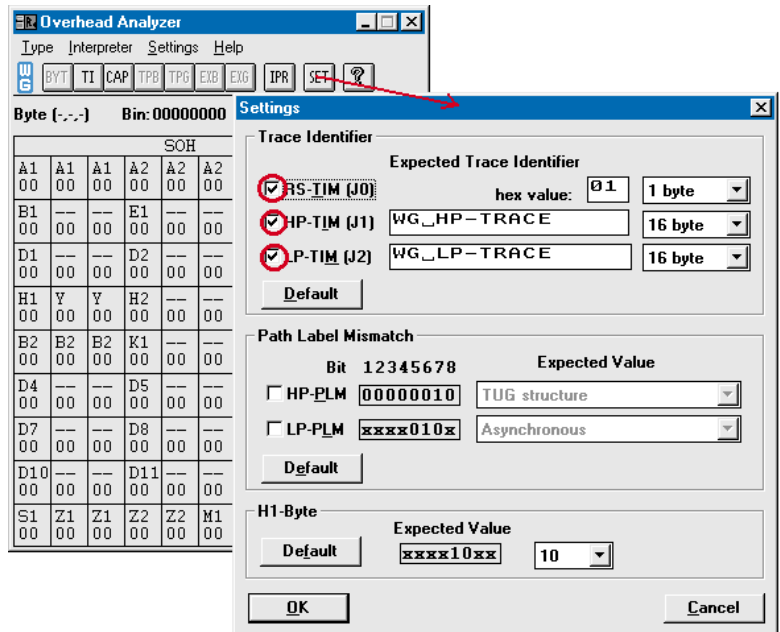 Overhead Analyzer
Type Interpreter Settings Help
WG BYT TI CAP TPB TPG EXB EXG IPR SET ?
Byte (-,-,-) Bin:00000000
SOH
A1 A1 A1 A2 A2 A2
00 00 00 00 00 00
B1 -- -- E1 -- --
00 00 00 00 00 00
D1 -- -- D2 -- --
00 00 00 00 00 00
H1 Y Y H2 -- --
00 00 00 00 00 00
B2 B2 B2 K1 -- --
00 00 00 00 00 00
D4 -- -- D5 -- --
00 00 00 00 00 00
D7 -- -- D8 -- --
00 00 00 00 00 00
D10 -- -- D11 -- --
00 00 00 00 00 00
S1 Z1 Z1 Z2 Z2 M1
00 00 00 00 00 00
Settings
Trace Identifier
Expected Trace Identifier
RS-TIM (J0) hex value: 01 1 byte
HP-TIM (J1) WG␣HP-TRACE 16 byte
LP-TIM (J2) WG␣LP-TRACE 16 byte
Default
Path Label Mismatch
Bit 12345678 Expected Value
HP-PLM 00000010 TUG structure
LP-PLM xxxx010x Asynchronous
Default
H1-Byte
Expected Value
Default xxxx10xx 10
OK Cancel